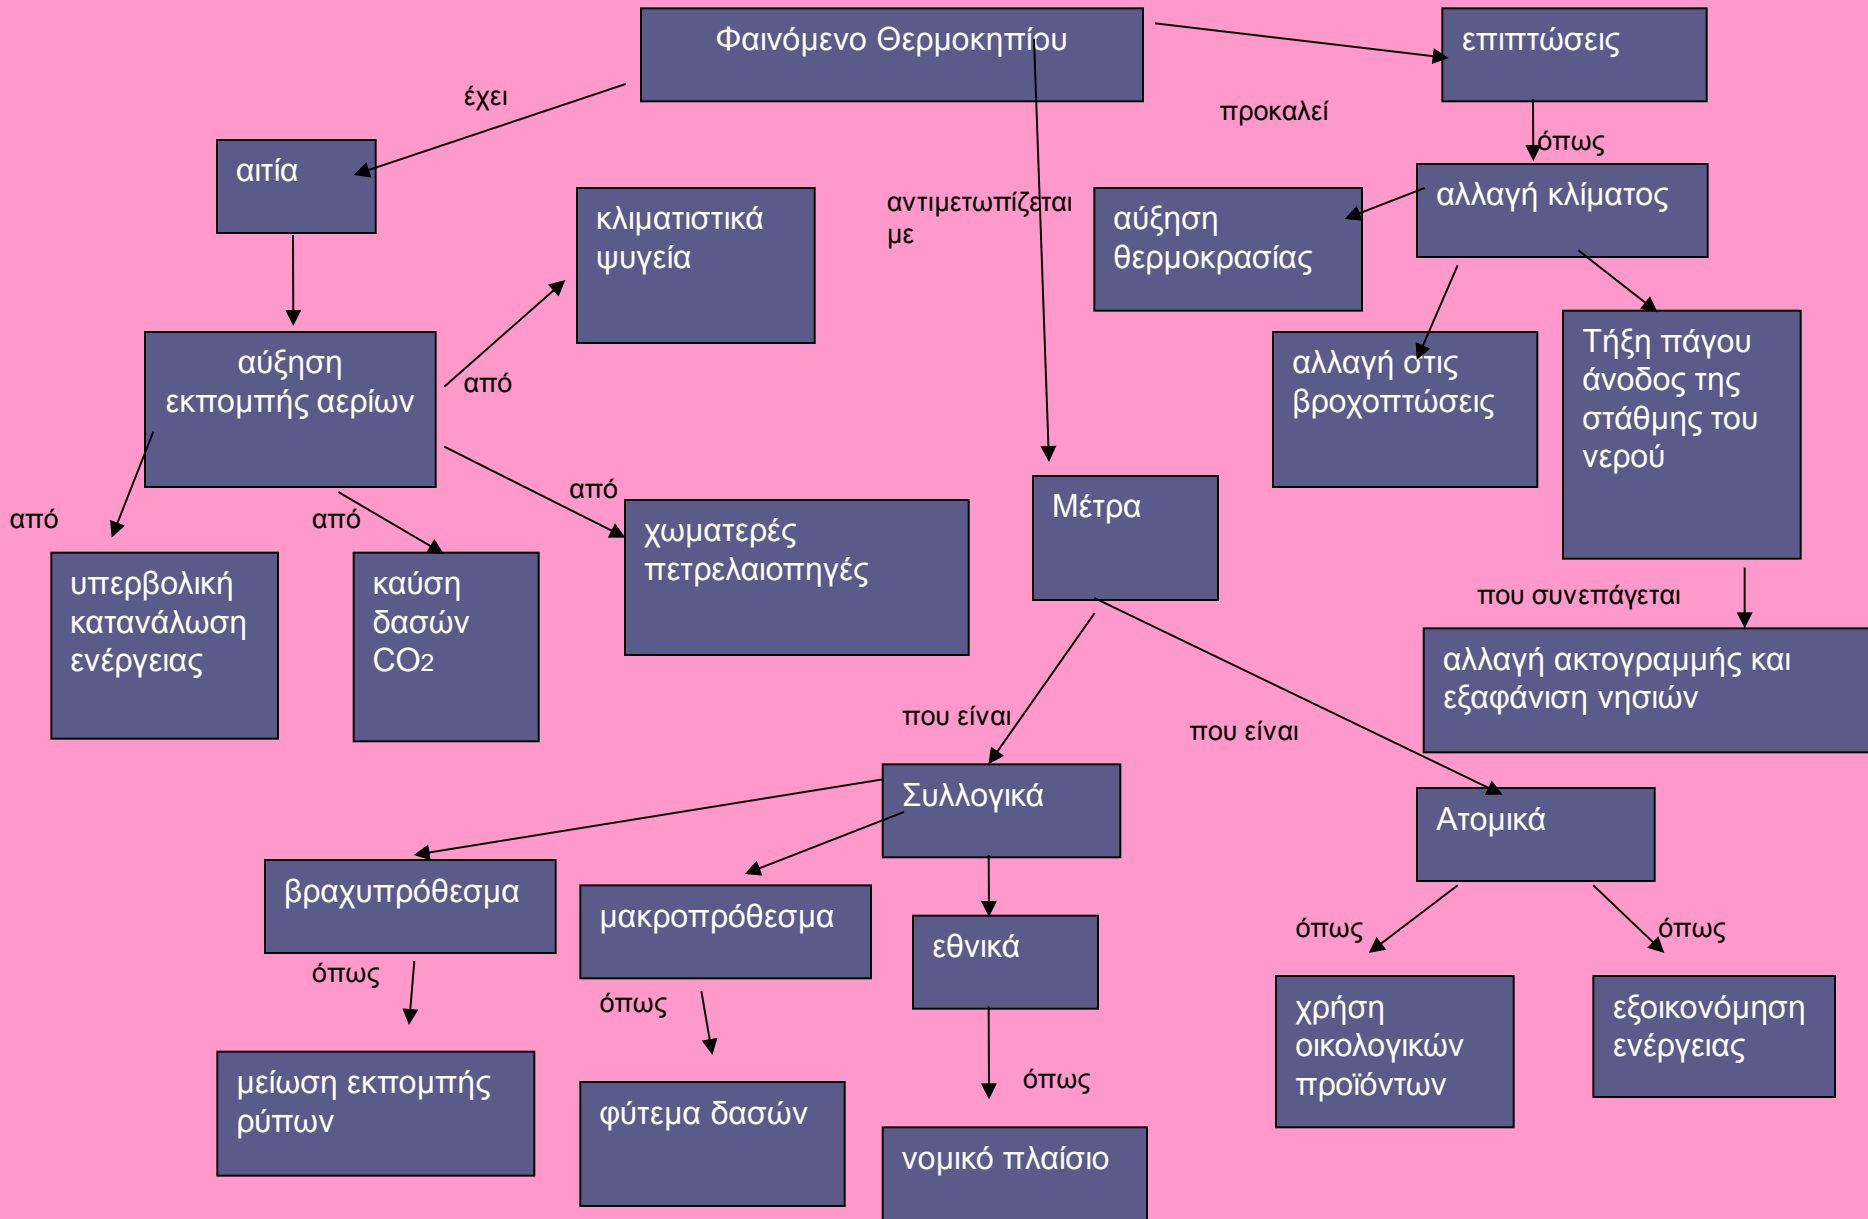 Φαινόμενο Θερμοκηπίου
επιπτώσεις
έχει
προκαλεί
όπως
αιτία
κλιματιστικά
ψυγεία
αντιμετωπίζεται
με
αύξηση
θερμοκρασίας
αλλαγή κλίματος
αύξηση
εκπομπής αερίων
από
αλλαγή στις
βροχοπτώσεις
Τήξη πάγου
άνοδος της
στάθμης του
νερού
από
από
από
χωματερές
πετρελαιοπηγές
Μέτρα
υπερβολική
κατανάλωση
ενέργειας
καύση
δασών
CO2
που συνεπάγεται
αλλαγή ακτογραμμής και
εξαφάνιση νησιών
που είναι
που είναι
Συλλογικά
Ατομικά
βραχυπρόθεσμα
μακροπρόθεσμα
εθνικά
όπως
όπως
όπως
όπως
όπως
χρήση
οικολογικών
προϊόντων
εξοικονόμηση
ενέργειας
μείωση εκπομπής
ρύπων
φύτεμα δασών
νομικό πλαίσιο